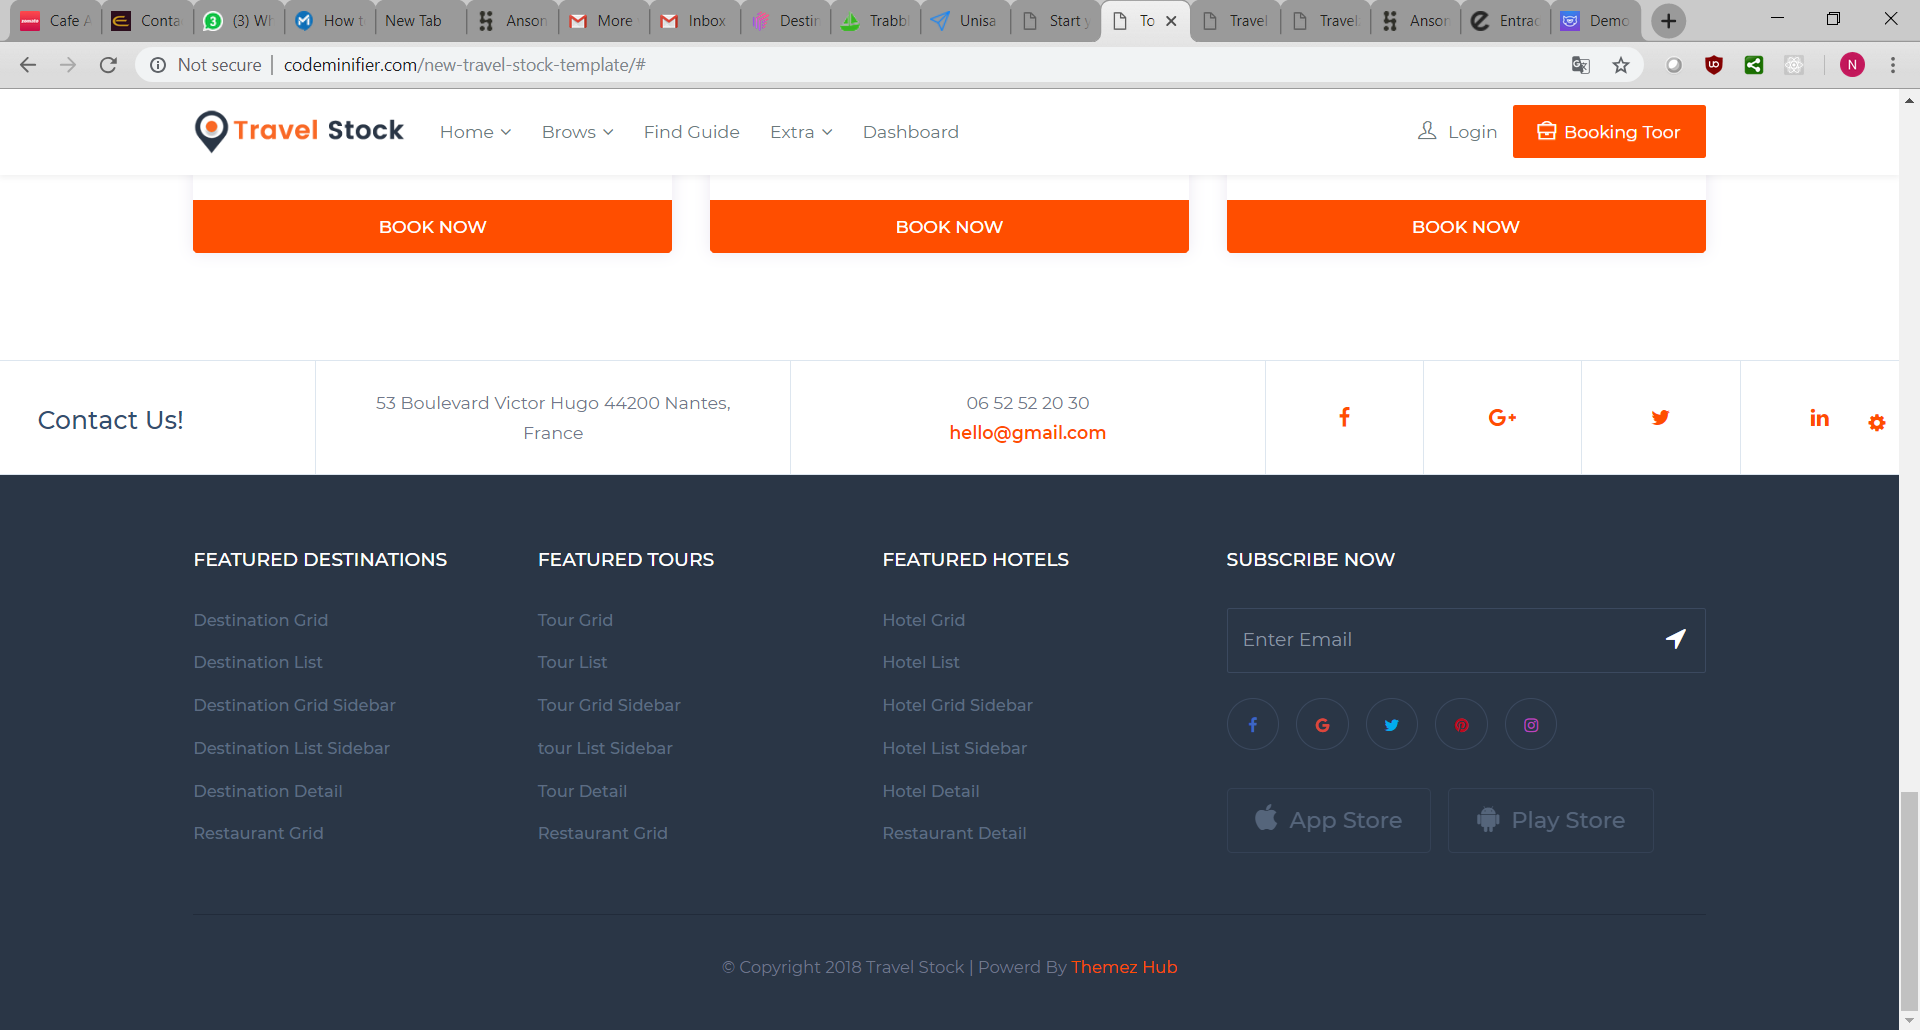 Cafe Conta (3) Wh How t New Tab Anson More Inbox Destin Trabbl Unisa Start To Travel Travel Anson Entrac Demo
Not secure codeminifier.com/new-travel-stock-template/# N
Travel Stock Home Brows Find Guide Extra Dashboard Login Booking Toor
BOOK NOW BOOK NOW BOOK NOW
Contact Us!
53 Boulevard Victor Hugo 44200 Nantes,
France
06 52 52 20 30
hello@gmail.com
FEATURED DESTINATIONS
Destination Grid
Destination List
Destination Grid Sidebar
Destination List Sidebar
Destination Detail
Restaurant Grid
FEATURED TOURS
Tour Grid
Tour List
Tour Grid Sidebar
tour List Sidebar
Tour Detail
Restaurant Grid
FEATURED HOTELS
Hotel Grid
Hotel List
Hotel Grid Sidebar
Hotel List Sidebar
Hotel Detail
Restaurant Detail
SUBSCRIBE NOW
Enter Email
App Store Play Store
© Copyright 2018 Travel Stock | Powerd By Themez Hub